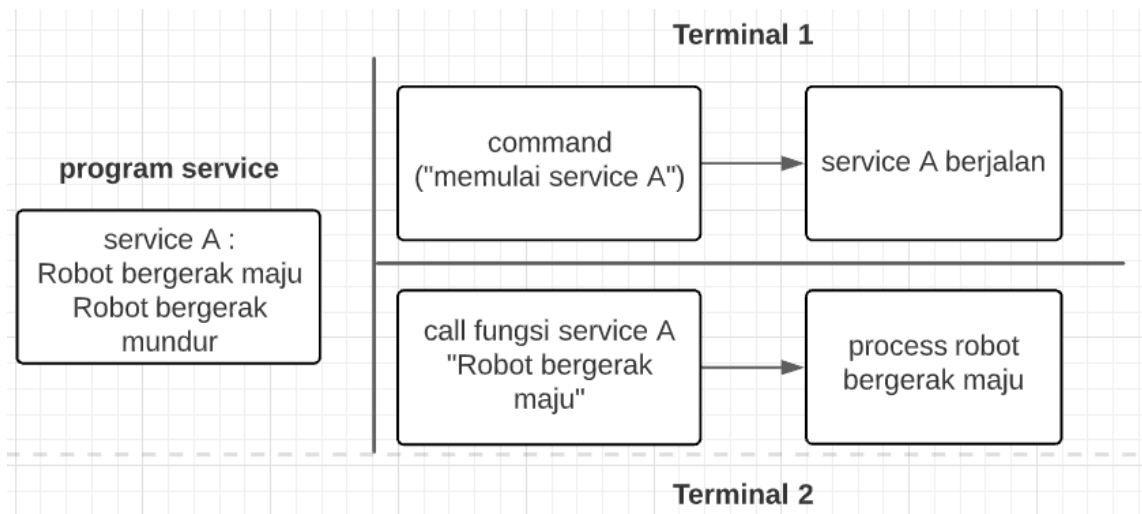 Terminal 1
program service
service A :
Robot bergerak maju
Robot bergerak
mundur
command
("memulai service A")
service A berjalan
call fungsi service A
"Robot bergerak
maju"
process robot
bergerak maju
Terminal 2